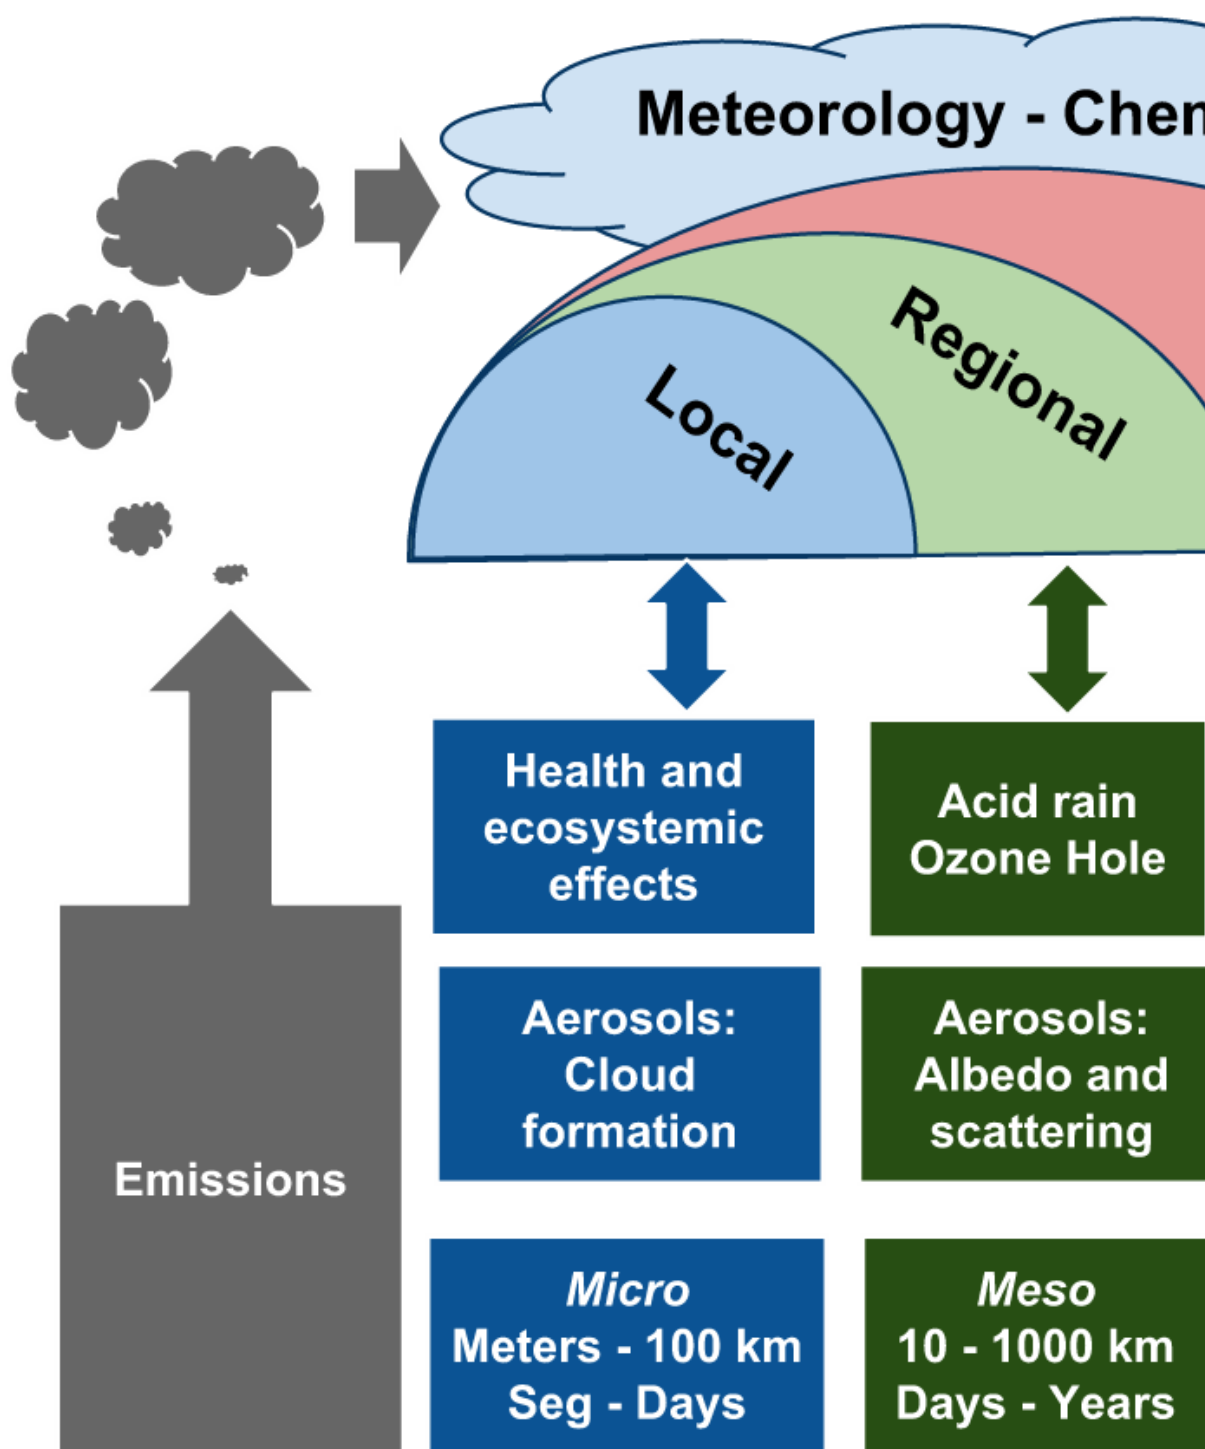 Meteorology - Chem
Local
Regional
Health and
ecosystemic
effects
Acid rain
Ozone Hole
Aerosols:
Cloud
formation
Aerosols:
Albedo and
scattering
Emissions
Micro
Meters - 100 km
Seg - Days
Meso
10 - 1000 km
Days - Years